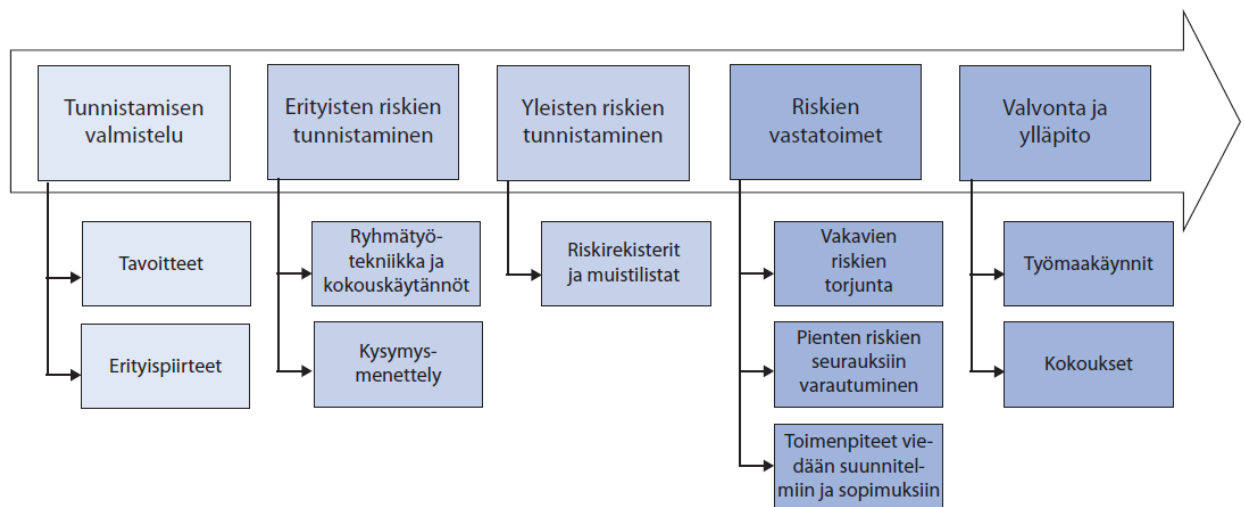 Tunnistamisen
valmistelu
Erityisten riskien
tunnistaminen
Yleisten riskien
tunnistaminen
Riskien
vastatoimet
Valvonta ja
ylläpito
Tavoitteet
Erityispiirteet
Ryhmätyö-
tekniikka ja
kokouskäytännöt
Kysymys-
menettely
Riskirekisterit
ja muistilistat
Vakavien
riskien
torjunta
Pienten riskien
seurauksiin
varautuminen
Toimenpiteet vie-
dään suunnitel-
miin ja sopimuksiin
Työmaakäynnit
Kokoukset